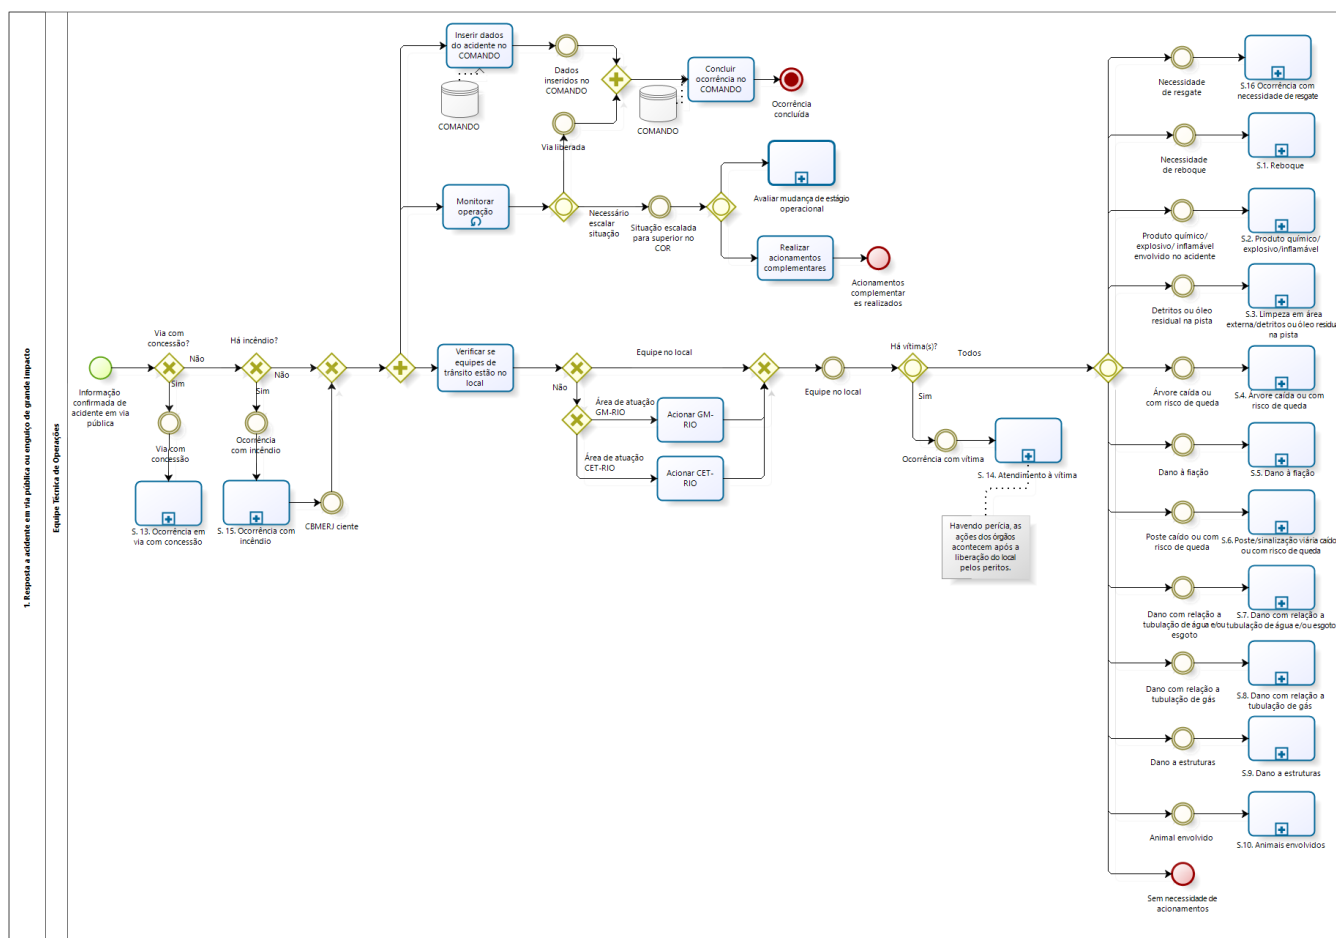 1. Resposta a acidente em via pública ou enguiço de grande impacto
Equipe Técnica de Operações
Informação
confirmada de
acidente em via
pública
Via com
concessão?
Não
Sim
Via com
concessão
S. 13. Ocorrência em
via com concessão
Há incêndio?
Não
Sim
Ocorrência
com incêndio
S. 15. Ocorrência com
incêndio
CBMERJ ciente
Inserir dados
do acidente no
COMANDO
COMANDO
Dados
inseridos no
COMANDO
Via liberada
Concluir
ocorrência no
COMANDO
COMANDO
Ocorrência
concluída
Monitorar
operação
Necessário
escalar
situação
Situação escalada
para superior no
COR
Avaliar mudança de estágio
operacional
Realizar
acionamentos
complementares
Acionamentos
complementar
es realizados
Verificar se
equipes de
trânsito estão no
local
Equipe no local
Não
Área de atuação
GM-RIO
Acionar GM-
RIO
Área de atuação
CET-RIO
Acionar CET-
RIO
Equipe no local
Há vítima(s)?
Todos
Sim
Ocorrência com vítima
S. 14. Atendimento à vítima
Havendo perícia, as
ações dos órgãos
acontecem após a
liberação do local
pelos peritos.
Necessidade
de resgate
S.16 Ocorrência com
necessidade de resgate
Necessidade
de reboque
S.1. Reboque
Produto químico/
explosivo/ inflamável
envolvido no acidente
S.2. Produto químico/
explosivo/inflamável
Detritos ou óleo
residual na pista
S.3. Limpeza em área
externa/detritos ou óleo residual
na pista
Árvore caída ou
com risco de queda
S.4. Árvore caída ou com
risco de queda
Dano à fiação
S.5. Dano à fiação
Poste caído ou com
risco de queda
S.6.Poste/sinalização viária caído
ou com risco de queda
Dano com relação a
tubulação de água e/ou
esgoto
S.7. Dano com relação a
tubulação de água e/ou esgoto
Dano com relação a
tubulação de gás
S.8. Dano com relação a
tubulação de gás
Dano a estruturas
S.9. Dano a estruturas
Animal envolvido
S.10. Animais envolvidos
Sem necessidade de
acionamentos